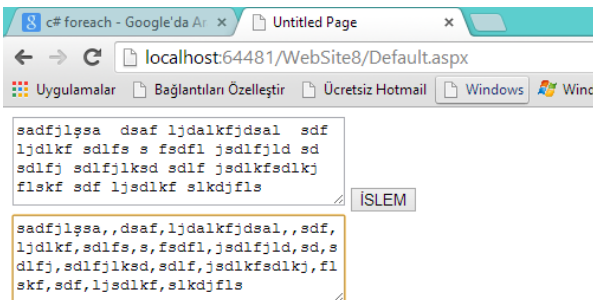 c# foreach - Google'da Ar
Untitled Page
localhost:64481/WebSite8/Default.aspx
Uygulamalar Bağlantıları Özelleştir Ücretsiz Hotmail Windows Wind
sadfjlşsa  dsaf ljdalkfjdsal  sdf
ljdlkf sdlfs s fsdfl jsdlfjld sd
sdlfj sdlfjlksd sdlf jsdlkfsdlkj
flskf sdf ljsdlkf slkdjfls
İSLEM
sadfjlşsa,,dsaf,ljdalkfjdsal,,sdf,
ljdlkf,sdlfs,s,fsdfl,jsdlfjld,sd,s
dlfj,sdlfjlksd,sdlf,jsdlkfsdlkj,fl
skf,sdf,ljsdlkf,slkdjfls